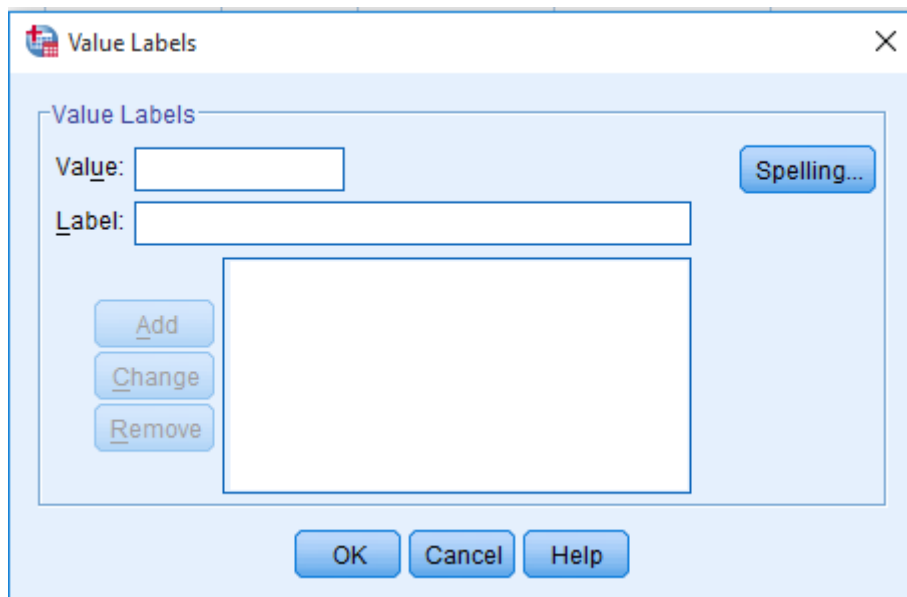 Value Labels
Value Labels
Value:
Spelling...
Label:
Add
Change
Remove
OK Cancel Help